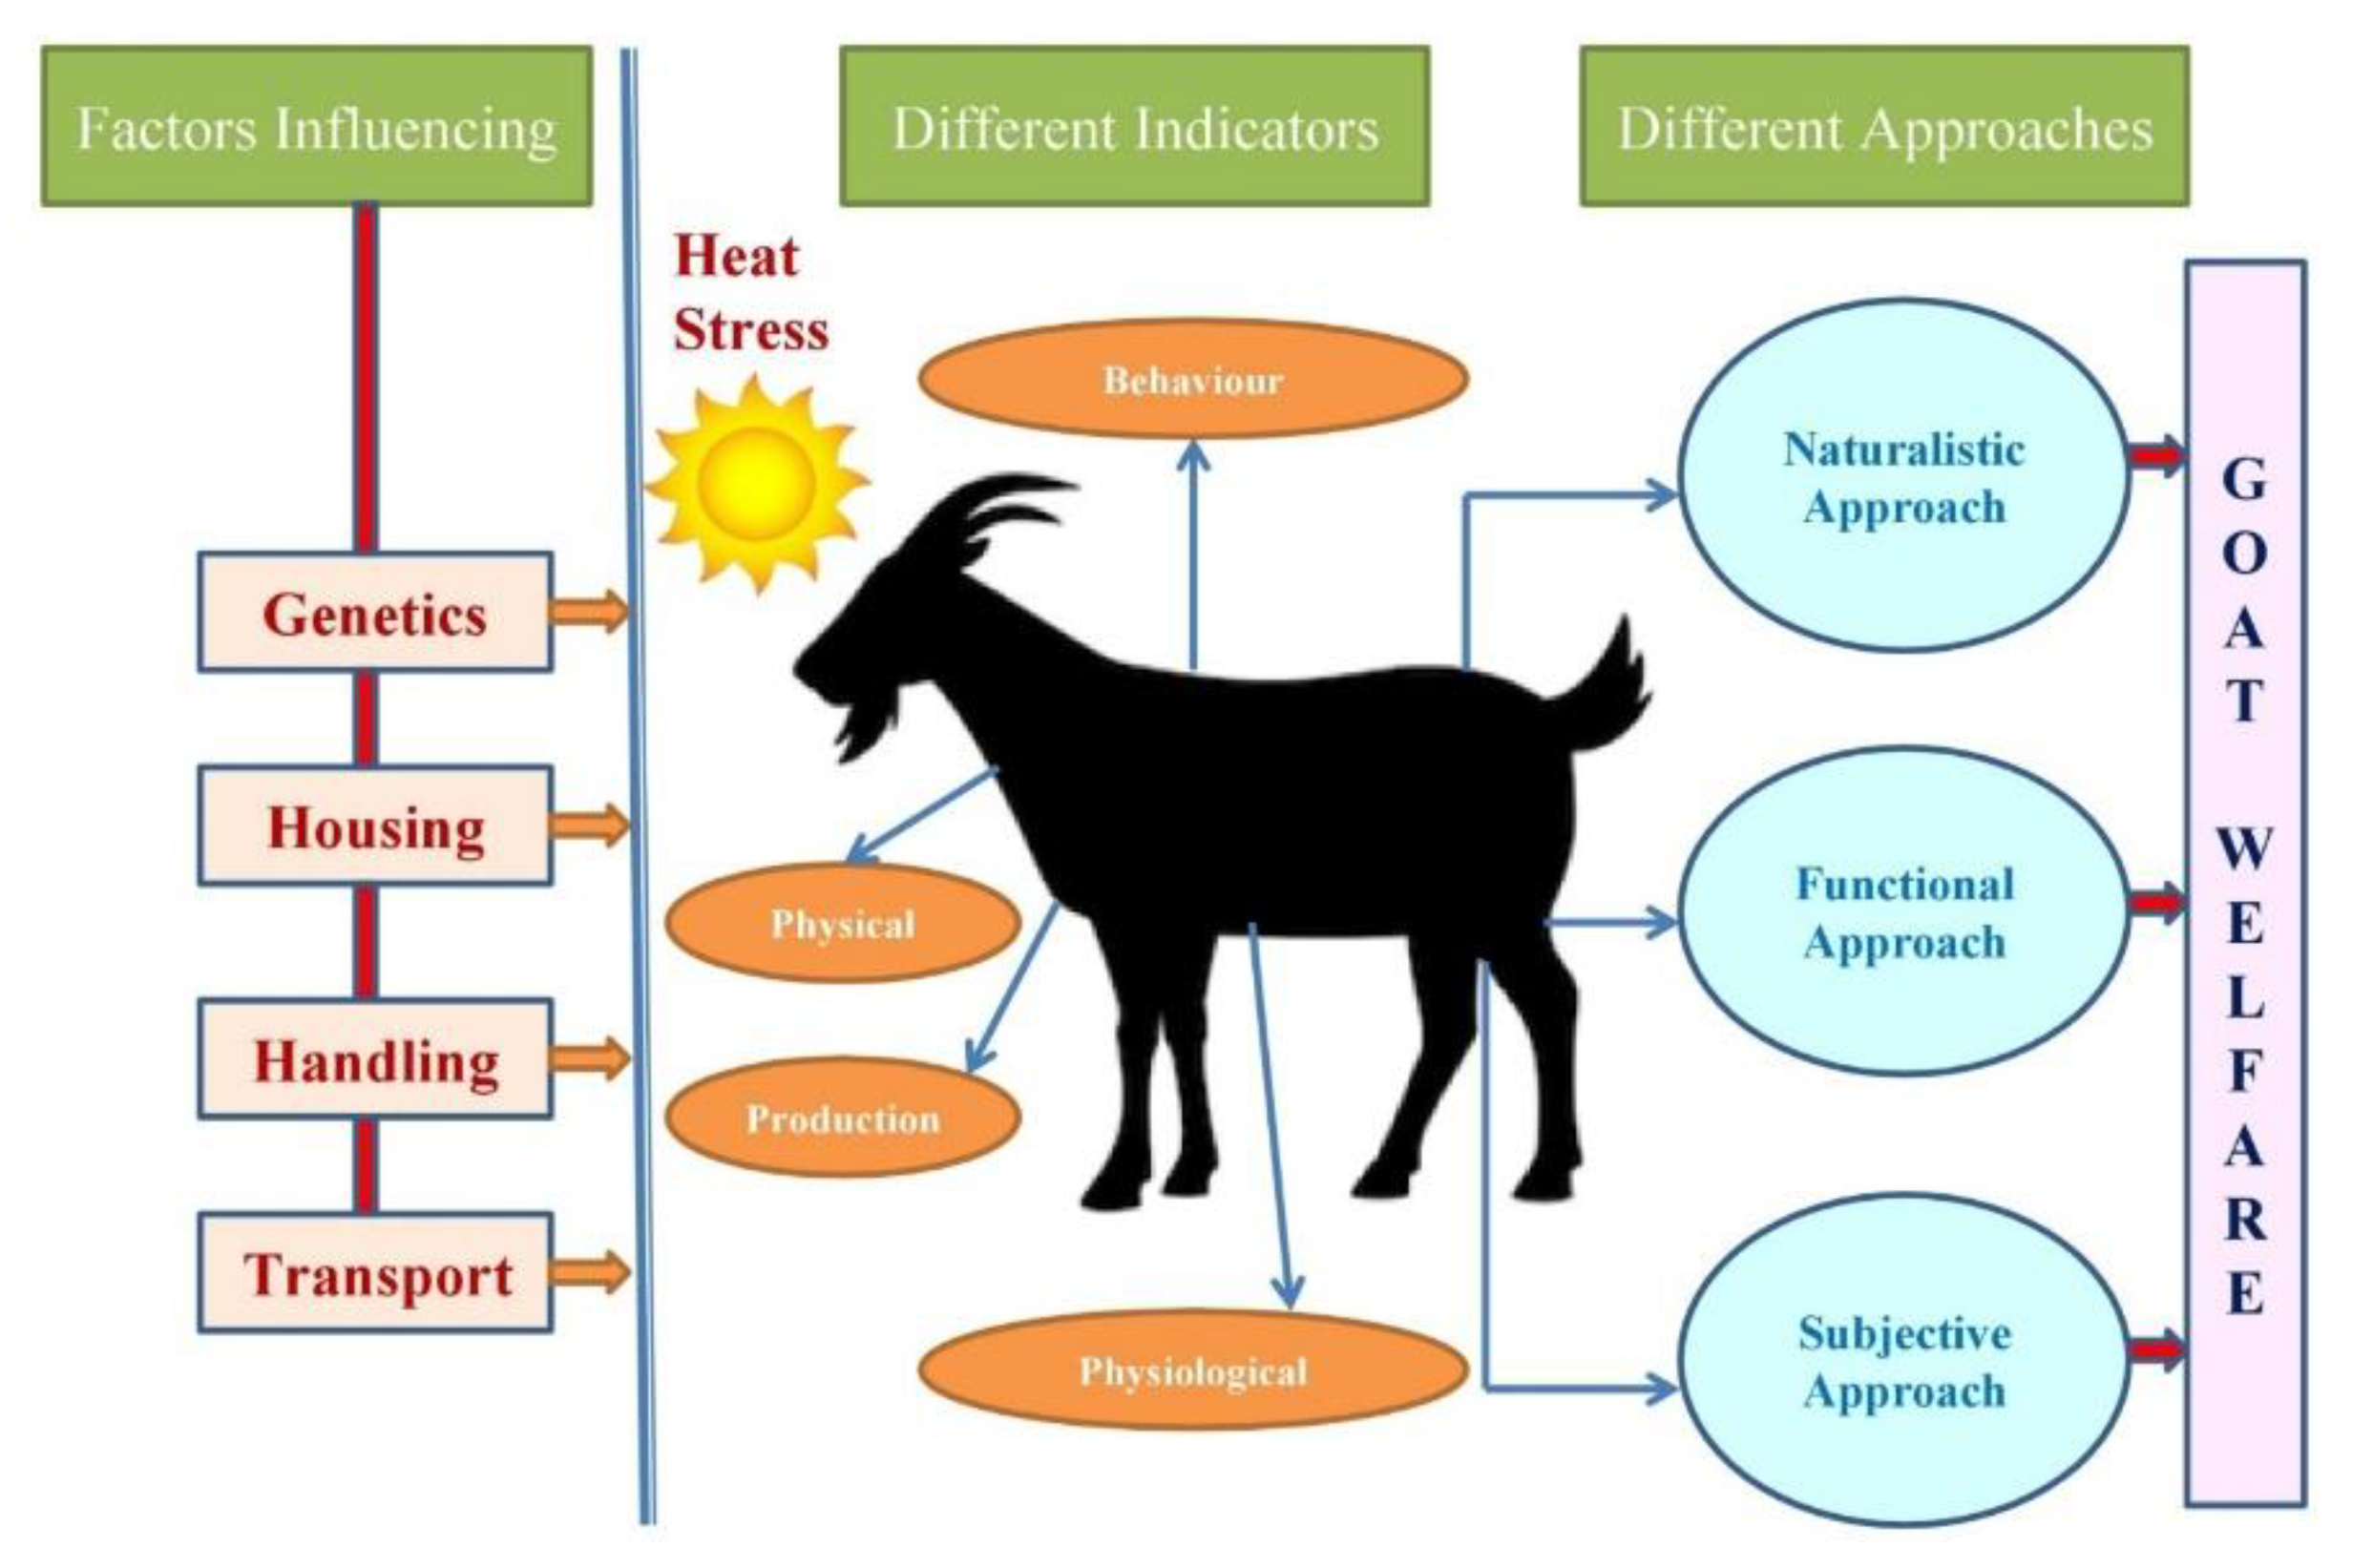 Factors Influencing
Different Indicators
Different Approaches
Heat
Stress
Genetics
Housing
Handling
Transport
Behaviour
Physical
Production
Physiological
Naturalistic
Approach
Functional
Approach
Subjective
Approach
GOAT WELFARE